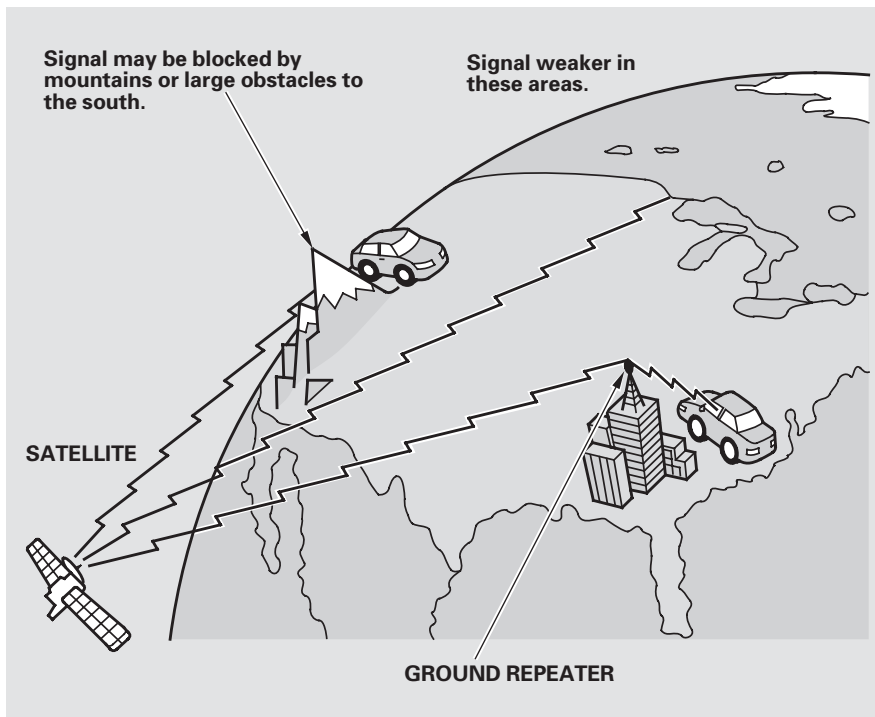 Signal may be blocked by
mountains or large obstacles to
the south.
Signal weaker in
these areas.
SATELLITE
GROUND REPEATER